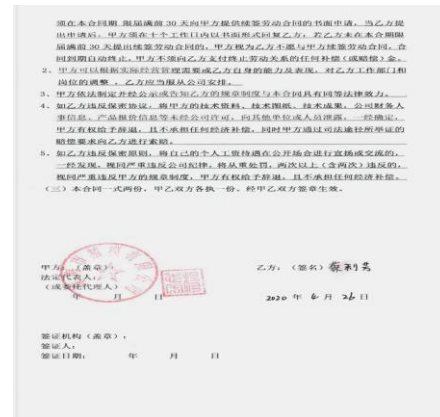 须在本合同期限届满前 30 天向甲方提供续签劳动合同的书面申请，当乙方提
出申请后，甲方须在十个工作日内以书面形式回复乙方；若乙方未在本合同期限
届满前 30 天提出续签劳动合同的，甲方视为乙方不愿与甲方续签劳动合同，合
同到期自动终止，甲方不须向乙方支付终止劳动关系的任何补偿（或赔偿）金。
2、甲方可以根据实际经营管理需要或乙方自身的能力及表现，对乙方工作部门和
岗位的调整，乙方应当服从公司安排。
3、甲方依法制定并经公示或告知乙方的规章制度与本合同具有同等法律效力。
4、如乙方违反保密协议，将甲方的技术资料、技术图纸、技术成果、公司财务人
事信息、产品报价信息等未经公司许可，向其他单位或人员泄露，一经确定，
甲方有权给予辞退，且不承担任何经济补偿，同时甲方通过司法途径所举证的
赔偿要求向乙方进行索赔。
5、如乙方违反保密原则，将自己的个人工资待遇在公开场合进行宣扬或交流的，
一经发现，视同严重违反公司纪律，将从重处罚，两次以上（含两次）违反的，
视同严重违反甲方的规章制度，甲方有权给予辞退，且不承担任何经济补偿。
（三）本合同一式两份，甲乙双方各执一份，经甲乙双方签章生效。
甲方：（盖章）
乙方：（签名）蔡利芳
法定代表人：
（或委托代理人）
年 月 日
2020 年 6 月 26 日
鉴证机构（盖章）：
鉴证人：
鉴证日期： 年 月 日